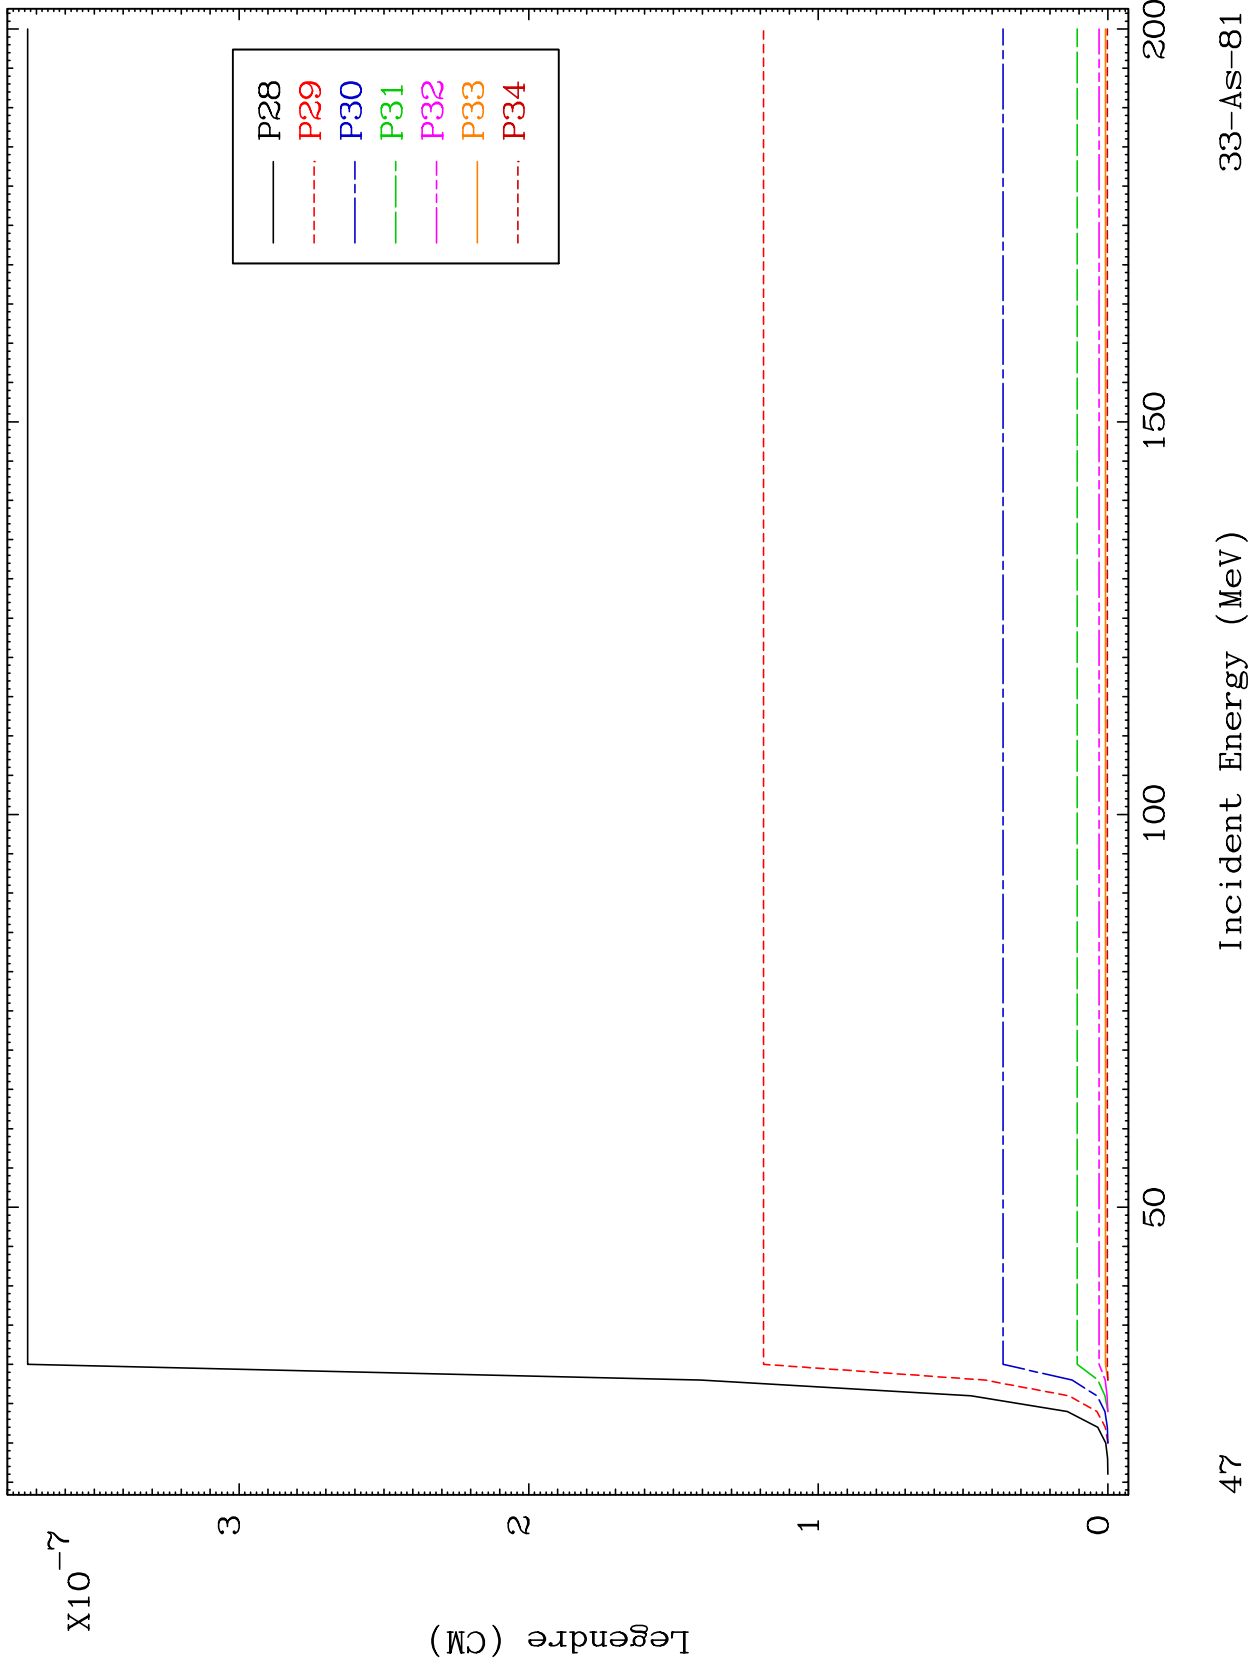 X10-7
3
2
1
0
Legendre (CM)
P28
P29
P30
P31
P32
P33
P34
50
100
150
200
47
Incident Energy (MeV)
33-As-81